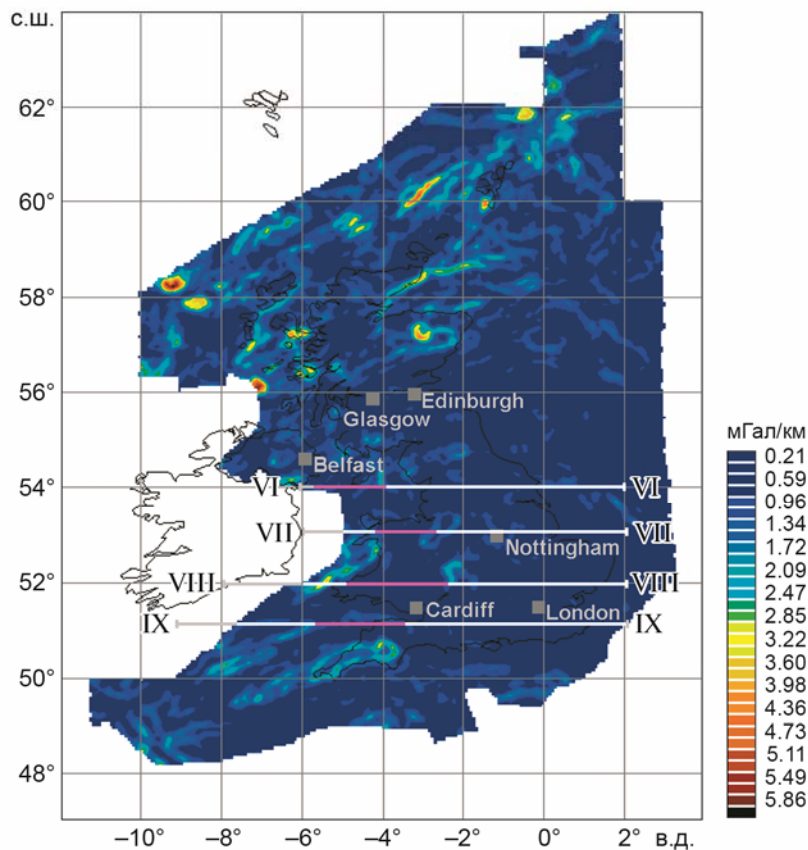 с.ш.
62°
60°
58°
56°
54°
52°
50°
48°
Glasgow
Edinburgh
Belfast
VI VI
VII VII
Nottingham
VIII VIII
Cardiff London
IX IX
мГал/км
0.21
0.59
0.96
1.34
1.72
2.09
2.47
2.85
3.22
3.60
3.98
4.36
4.73
5.11
5.49
5.86
–10° –8° –6° –4° –2° 0° 2° в.д.